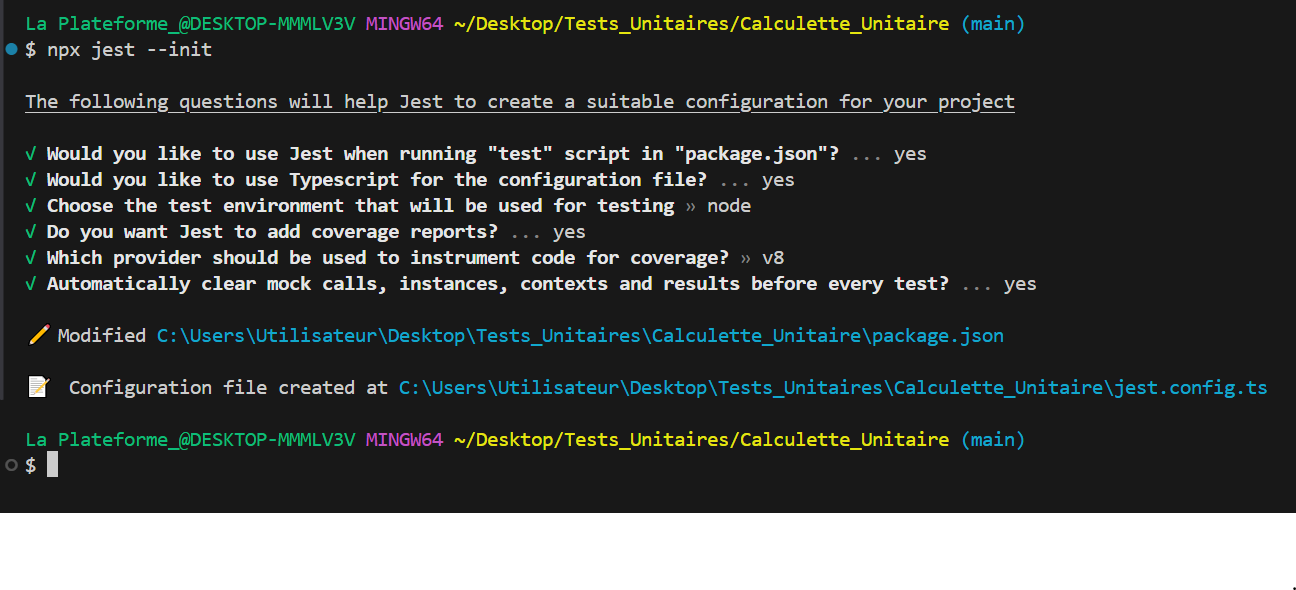 La Plateforme_@DESKTOP-MMMLV3V MINGW64 ~/Desktop/Tests_Unitaires/Calculette_Unitaire (main)
$ npx jest --init
The following questions will help Jest to create a suitable configuration for your project
√ Would you like to use Jest when running "test" script in "package.json"? ... yes
√ Would you like to use Typescript for the configuration file? ... yes
√ Choose the test environment that will be used for testing » node
√ Do you want Jest to add coverage reports? ... yes
√ Which provider should be used to instrument code for coverage? » v8
√ Automatically clear mock calls, instances, contexts and results before every test? ... yes
✏️ Modified C:\Users\Utilisateur\Desktop\Tests_Unitaires\Calculette_Unitaire\package.json
📝 Configuration file created at C:\Users\Utilisateur\Desktop\Tests_Unitaires\Calculette_Unitaire\jest.config.ts
La Plateforme_@DESKTOP-MMMLV3V MINGW64 ~/Desktop/Tests_Unitaires/Calculette_Unitaire (main)
$
.